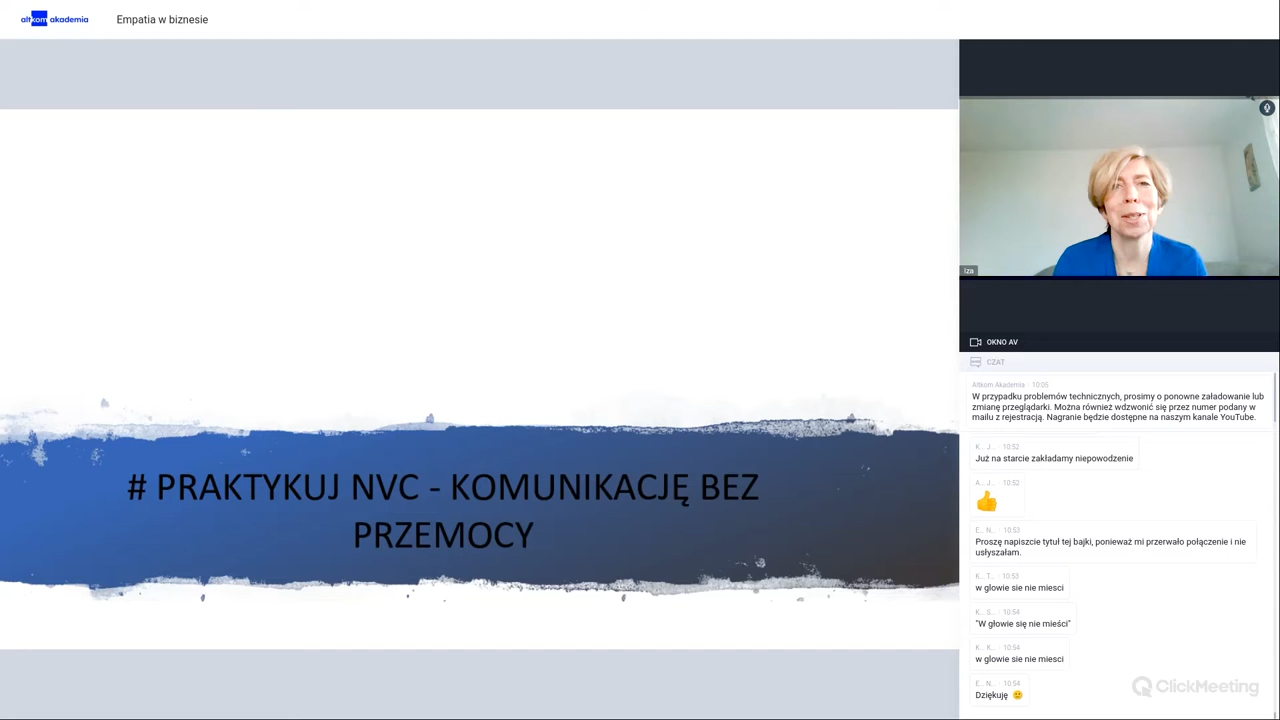 altkom akademia
Empatia w biznesie
# PRAKTYKUJ NVC - KOMUNIKACJĘ BEZ
PRZEMOCY
Iza
OKNO AV
CZAT
Altkom Akademia · 10:05
W przypadku problemów technicznych, prosimy o ponowne załadowanie lub
zmianę przeglądarki. Można również wdzwonić się przez numer podany w
mailu z rejestracją. Nagranie będzie dostępne na naszym kanale YouTube.
K... J... · 10:52
Już na starcie zakładamy niepowodzenie
A... J... · 10:52
👍
E... N... · 10:53
Proszę napiszcie tytuł tej bajki, ponieważ mi przerwało połączenie i nie
usłyszałam.
K... T... · 10:53
w glowie sie nie miesci
K... S... · 10:54
"W głowie się nie mieści"
K... K... · 10:54
w glowie sie nie miesci
E... N... · 10:54
Dziękuję 🙂
ClickMeeting